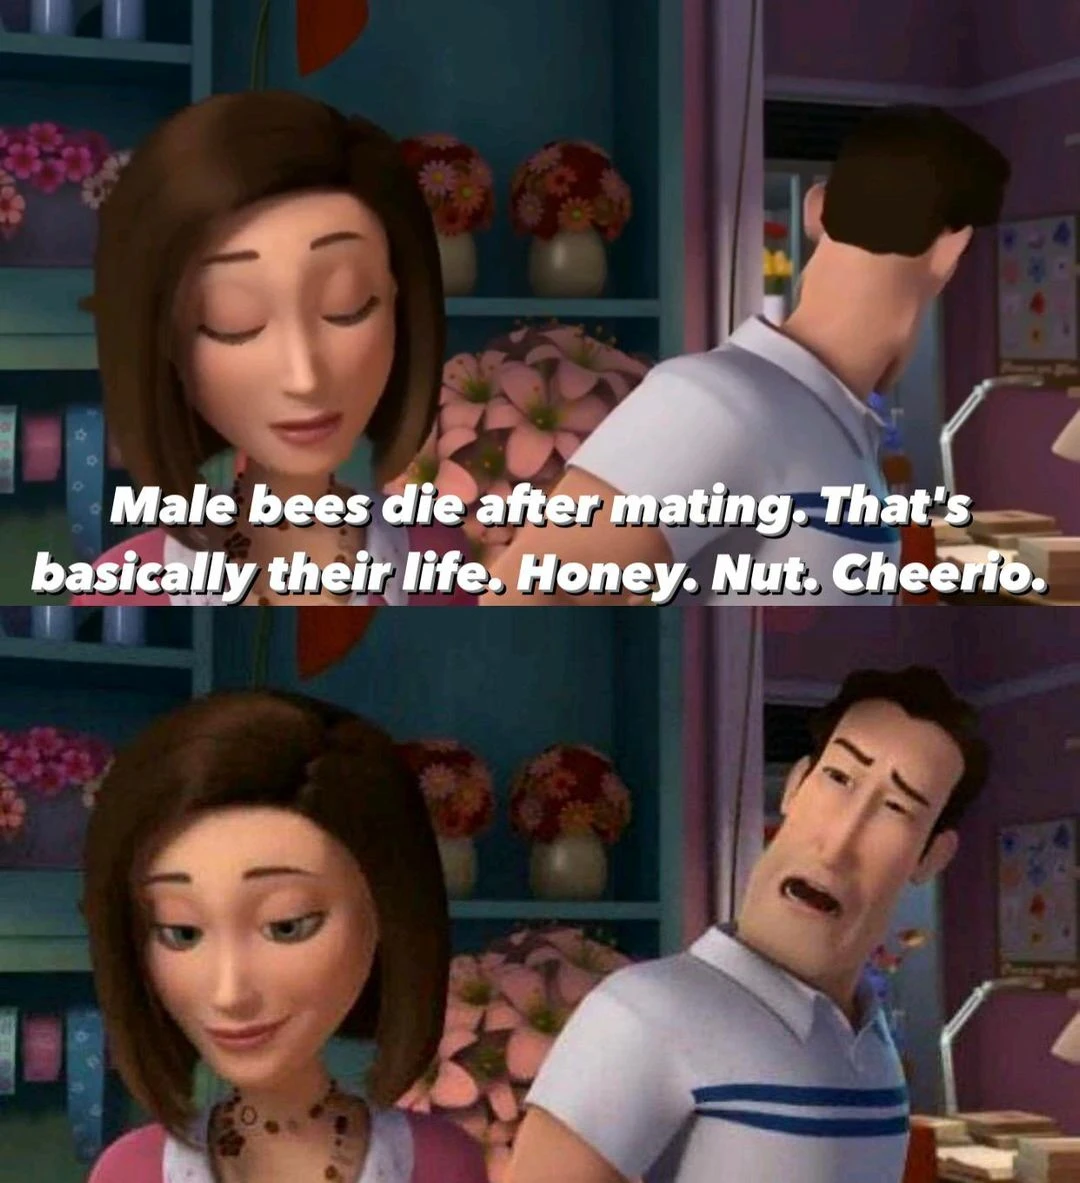 Male bees die after mating. That's
basically their life. Honey. Nut. Cheerio.